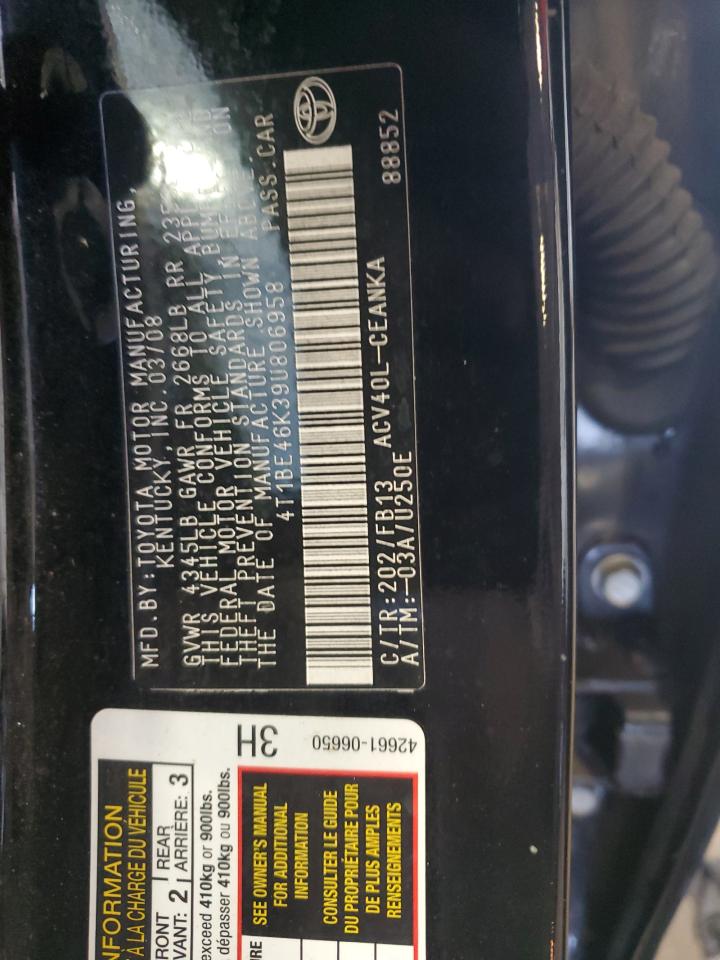 MFD.BY:TOYOTA MOTOR MANUFACTURING,
KENTUCKY, INC.03/08
GVWR 4345LB GAWR FR 2668LB RR
THIS VEHICLE CONFORMS TO ALL
FEDERAL MOTOR VEHICLE SAFETY,
THEFT PREVENTION STANDARDS IN ON
THE DATE OF MANUFACTURE SHOWN
4T1BE46K39U806958 PASS.CAR
C/TR:202/FB13 ACV40L-CEANKA 88852
A/TM:-03A/U250E
3H
42661-06650
À LA CHARGE DU VÉHICULE
2 REAR
ARRIÈRE: 3
exceed 410kg or 900lbs.
dépasser 410kg ou 900lbs.
SEE OWNER'S MANUAL
FOR ADDITIONAL
INFORMATION
CONSULTER LE GUIDE
DU PROPRIÉTAIRE POUR
DE PLUS AMPLES
RENSEIGNEMENTS